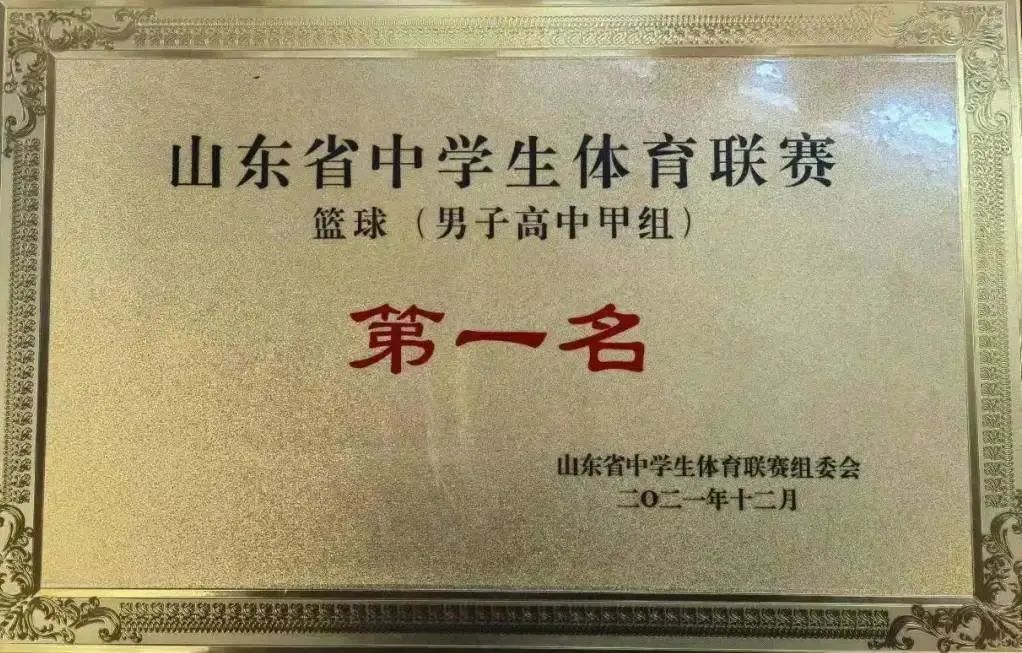 山东省中学生体育联赛
篮球（男子高中甲组）
第一名
山东省中学生体育联赛组委会
二〇二一年十二月